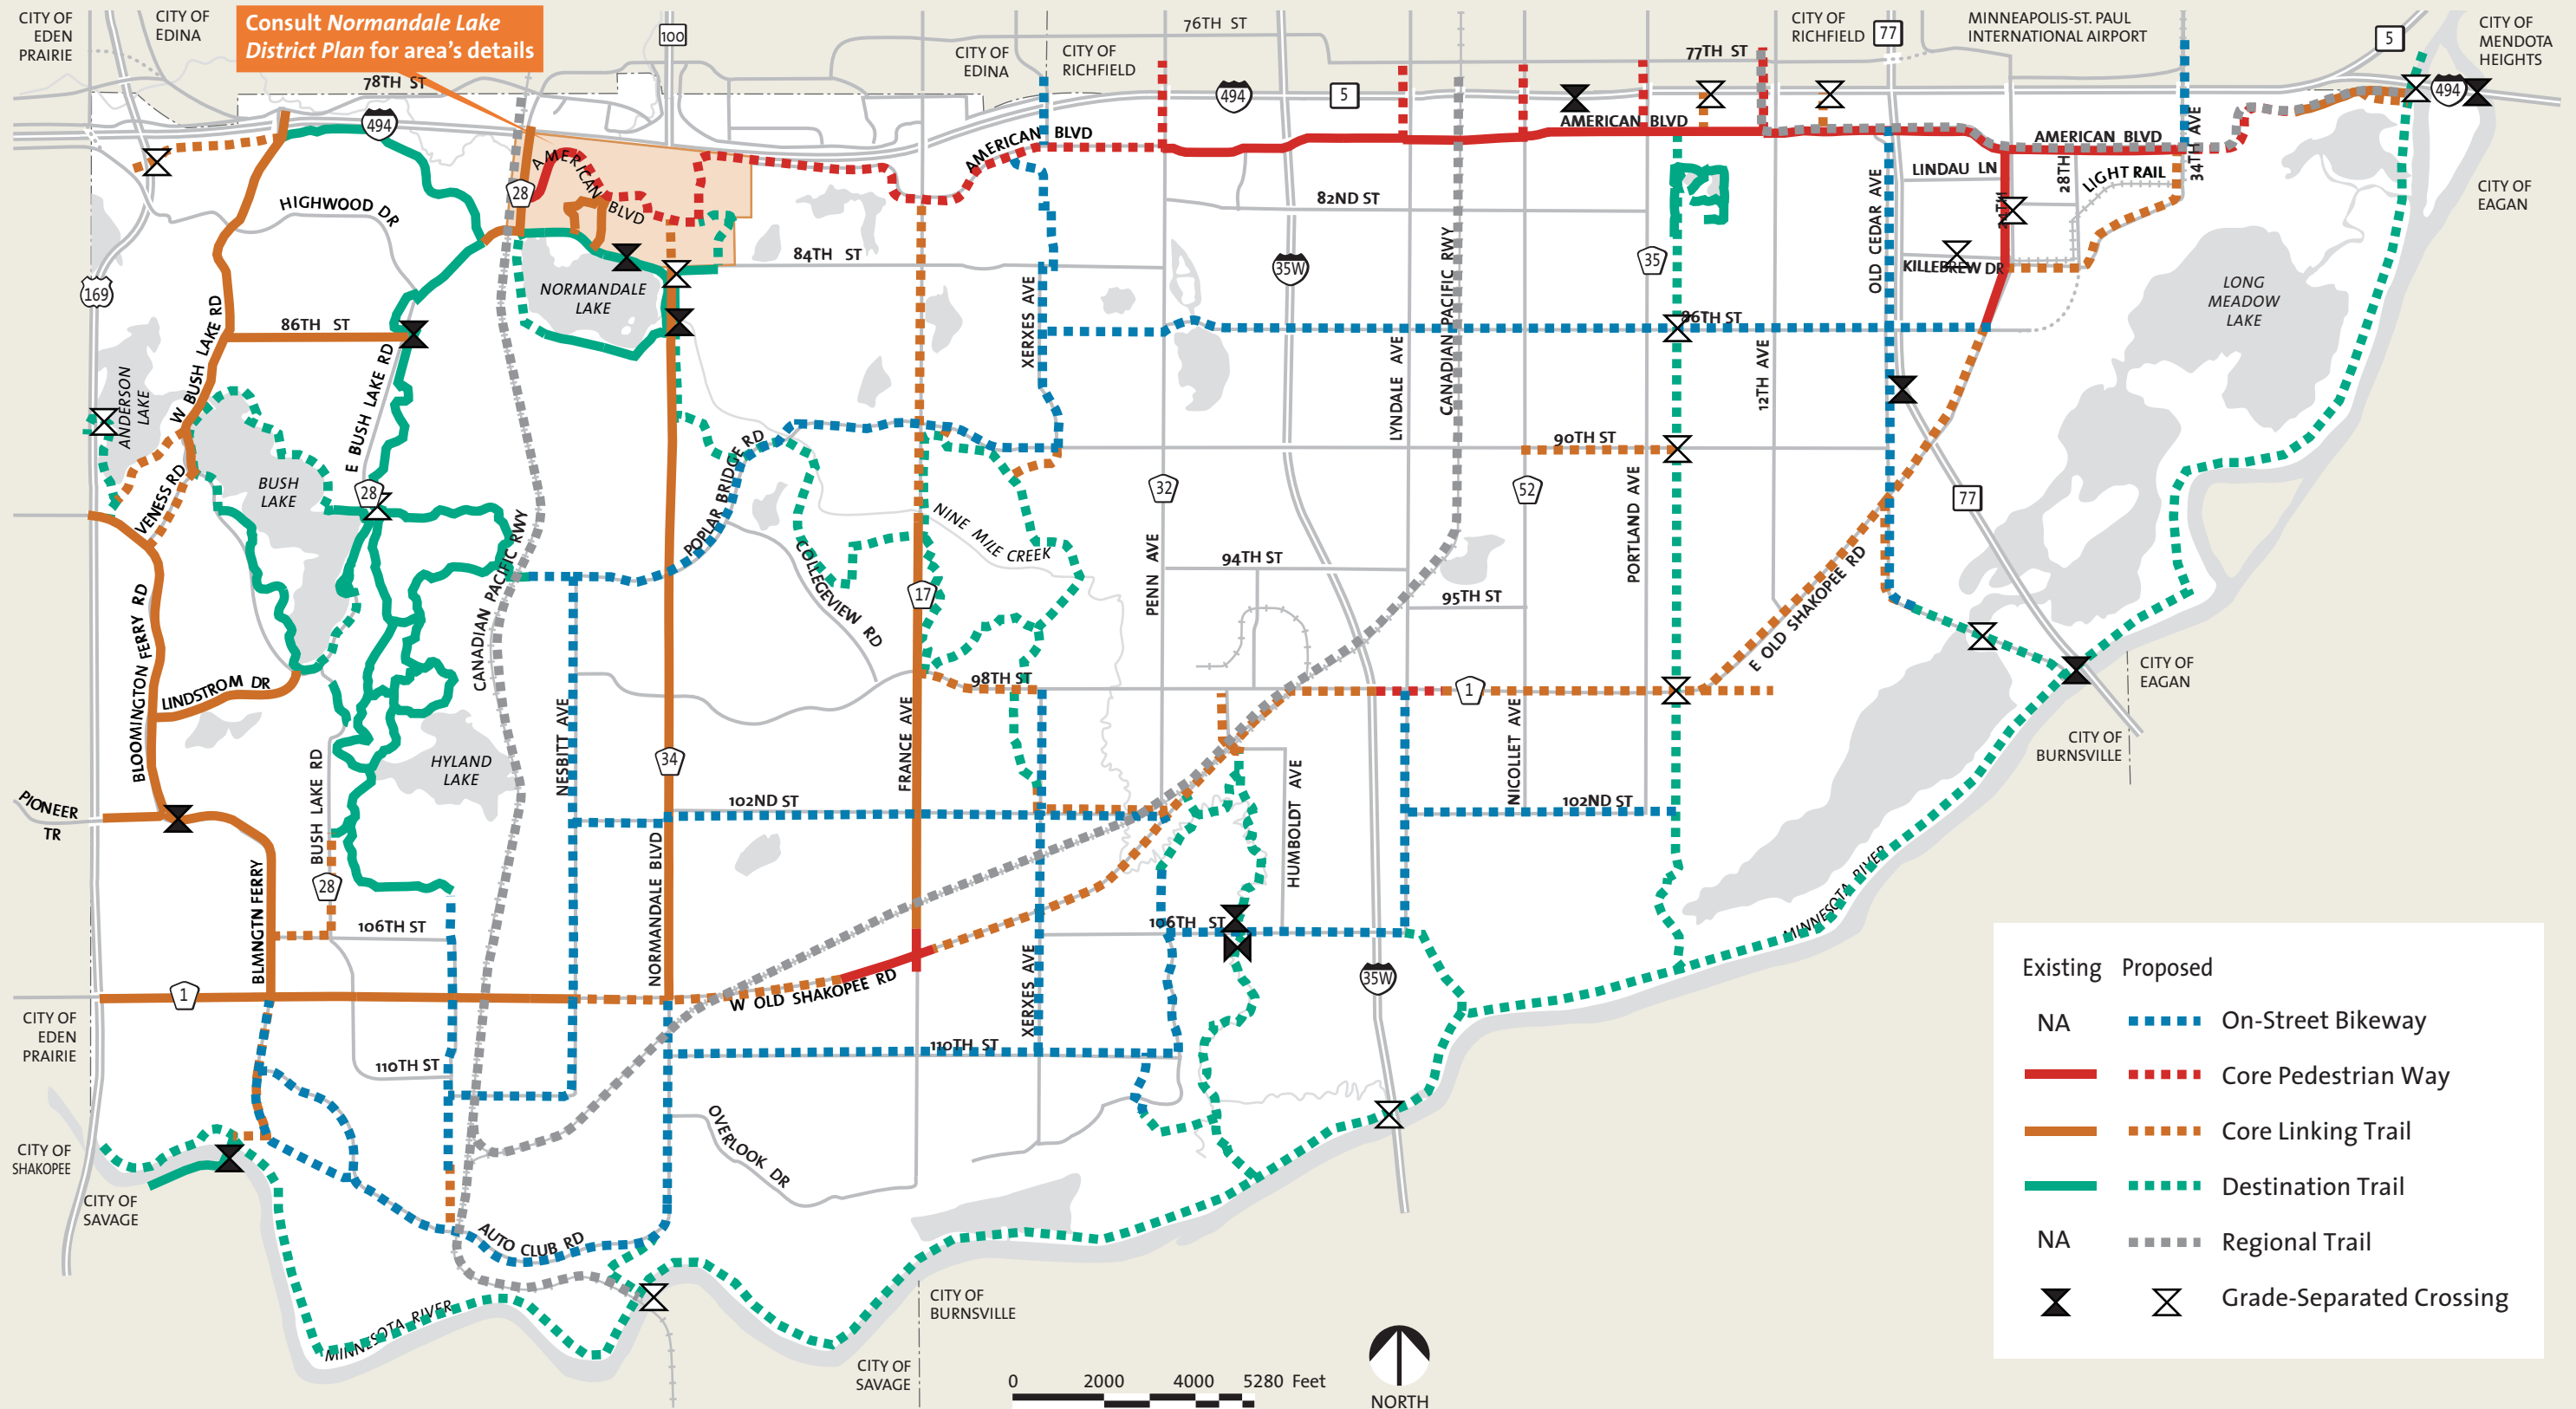 CITY OF
EDEN
PRAIRIE
CITY OF
EDINA
Consult Normandale Lake
District Plan for area's details
100
76TH ST
CITY OF
EDINA
CITY OF
RICHFIELD
77TH ST
CITY OF
RICHFIELD
77
MINNEAPOLIS-ST. PAUL
INTERNATIONAL AIRPORT
5
CITY OF
MENDOTA
HEIGHTS
78TH ST
494
494
5
494
AMERICAN BLVD
AMERICAN BLVD
AMERICAN BLVD
AMERICAN BLVD
34TH AVE
28
HIGHWOOD DR
82ND ST
84TH ST
LINDAU LN
28TH
LIGHT RAIL
24TH
CITY OF
EAGAN
OLD CEDAR AVE
KILLEBREW DR
169
NORMANDALE
LAKE
XERXES AVE
35W
CANADIAN PACIFIC RWY
35
LONG
MEADOW
LAKE
86TH ST
86TH ST
W BUSH LAKE RD
E BUSH LAKE RD
ANDERSON
LAKE
LYNDALE AVE
12TH AVE
POPLAR BRIDGE RD
90TH ST
BUSH
LAKE
28
VENESS RD
32
52
PORTLAND AVE
77
CANADIAN PACIFIC RWY
NINE MILE CREEK
COLLEGEVIEW RD
94TH ST
PENN AVE
95TH ST
17
E OLD SHAKOPEE RD
BLOOMINGTON FERRY RD
LINDSTROM DR
98TH ST
1
CITY OF
EAGAN
NESBITT AVE
FRANCE AVE
34
HYLAND
LAKE
BUSH LAKE RD
NICOLLET AVE
CITY OF
BURNSVILLE
HUMBOLDT AVE
PIONEER
TR
102ND ST
102ND ST
BLMNGTN FERRY
28
NORMANDALE BLVD
106TH ST
106TH ST
MINNESOTA RIVER
W OLD SHAKOPEE RD
XERXES AVE
35W
1
CITY OF
EDEN
PRAIRIE
110TH ST
110TH ST
OVERLOOK DR
CITY OF
SHAKOPEE
CITY OF
SAVAGE
AUTO CLUB RD
MINNESOTA RIVER
CITY OF
BURNSVILLE
CITY OF
SAVAGE
0 2000 4000 5280 Feet
NORTH
Existing Proposed
NA On-Street Bikeway
Core Pedestrian Way
Core Linking Trail
Destination Trail
NA Regional Trail
Grade-Separated Crossing